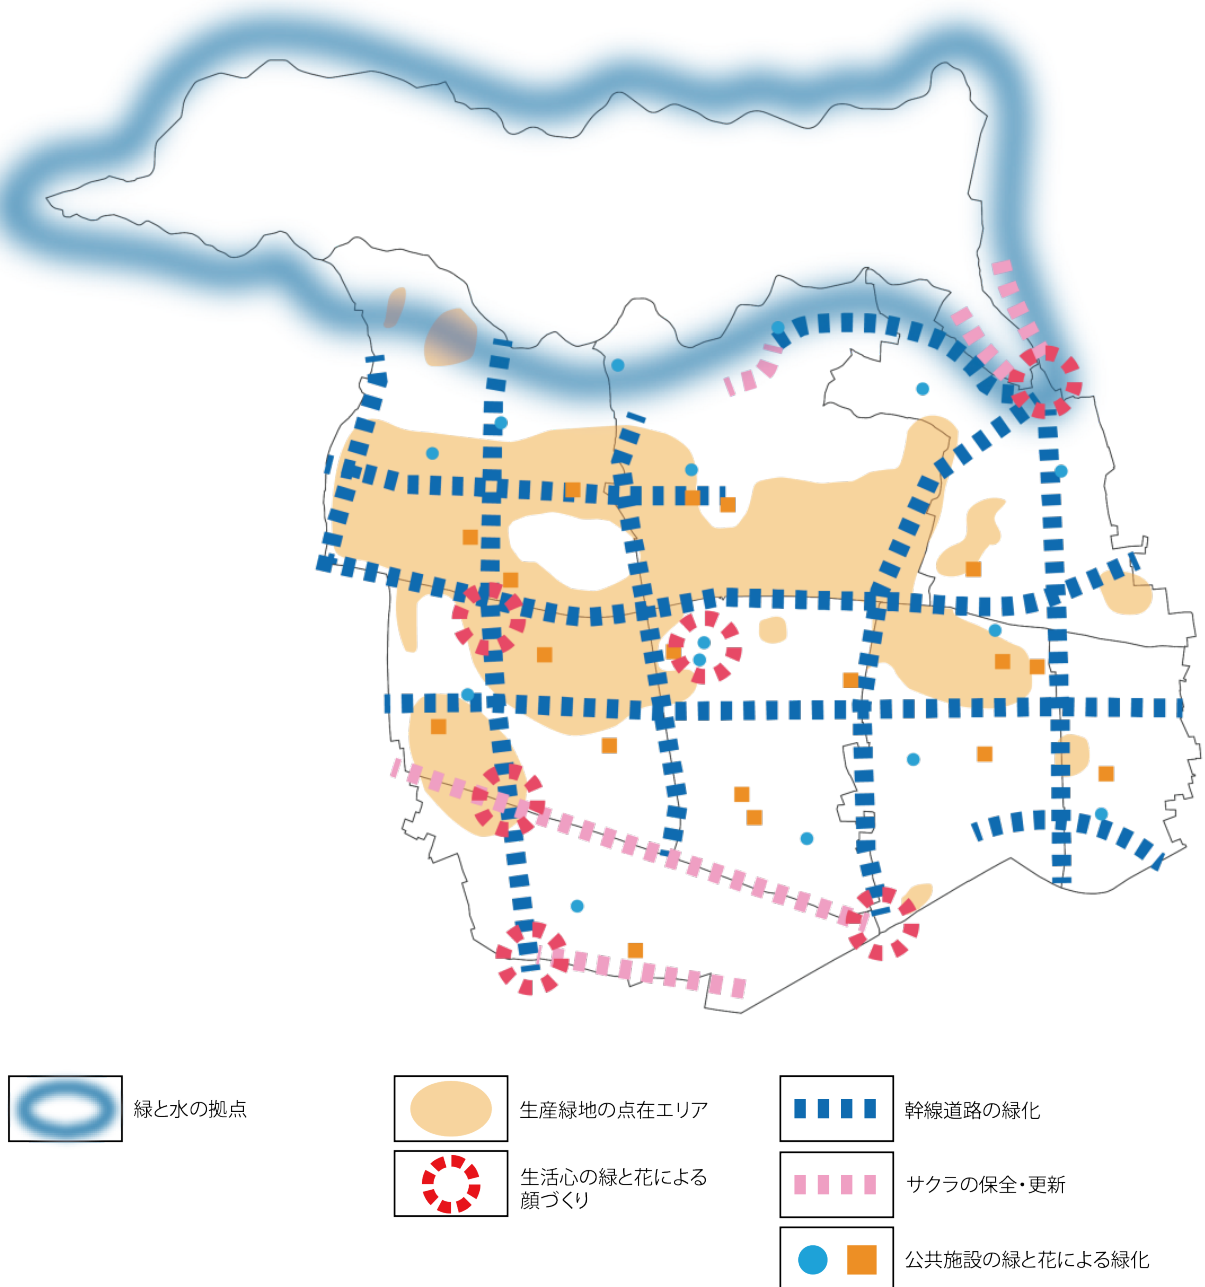 緑と水の拠点
生産緑地の点在エリア
幹線道路の緑化
生活心の緑と花による
顔づくり
サクラの保全・更新
公共施設の緑と花による緑化